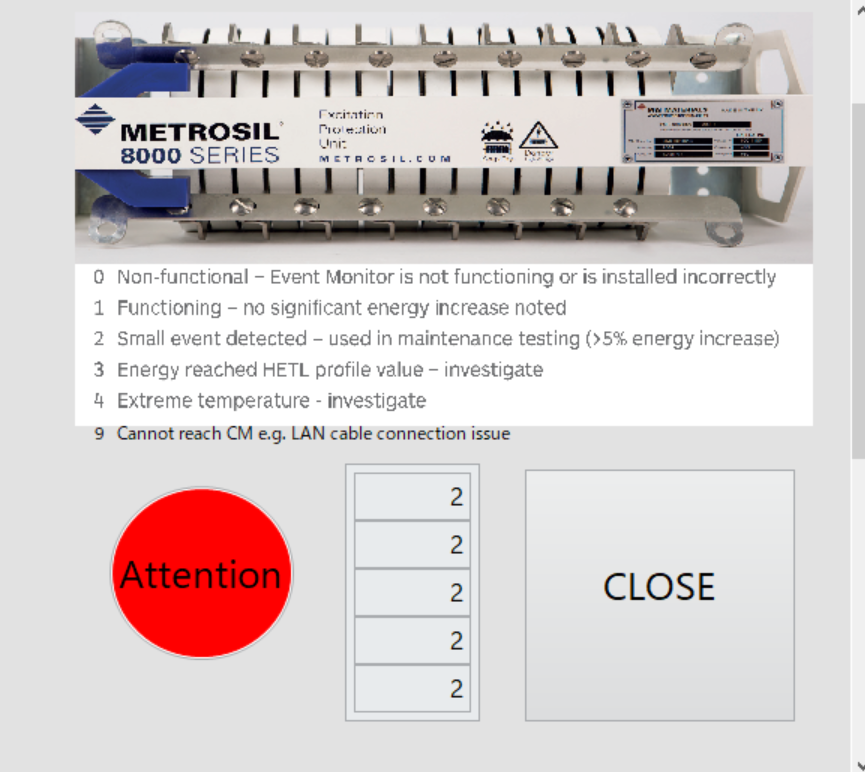 METROSIL
8000 SERIES
Excitation
Protection
Unit
METROSIL.COM
0 Non-functional – Event Monitor is not functioning or is installed incorrectly
1 Functioning – no significant energy increase noted
2 Small event detected – used in maintenance testing (>5% energy increase)
3 Energy reached HETL profile value – investigate
4 Extreme temperature - investigate
9 Cannot reach CM e.g. LAN cable connection issue
Attention
2
2
2
2
2
CLOSE